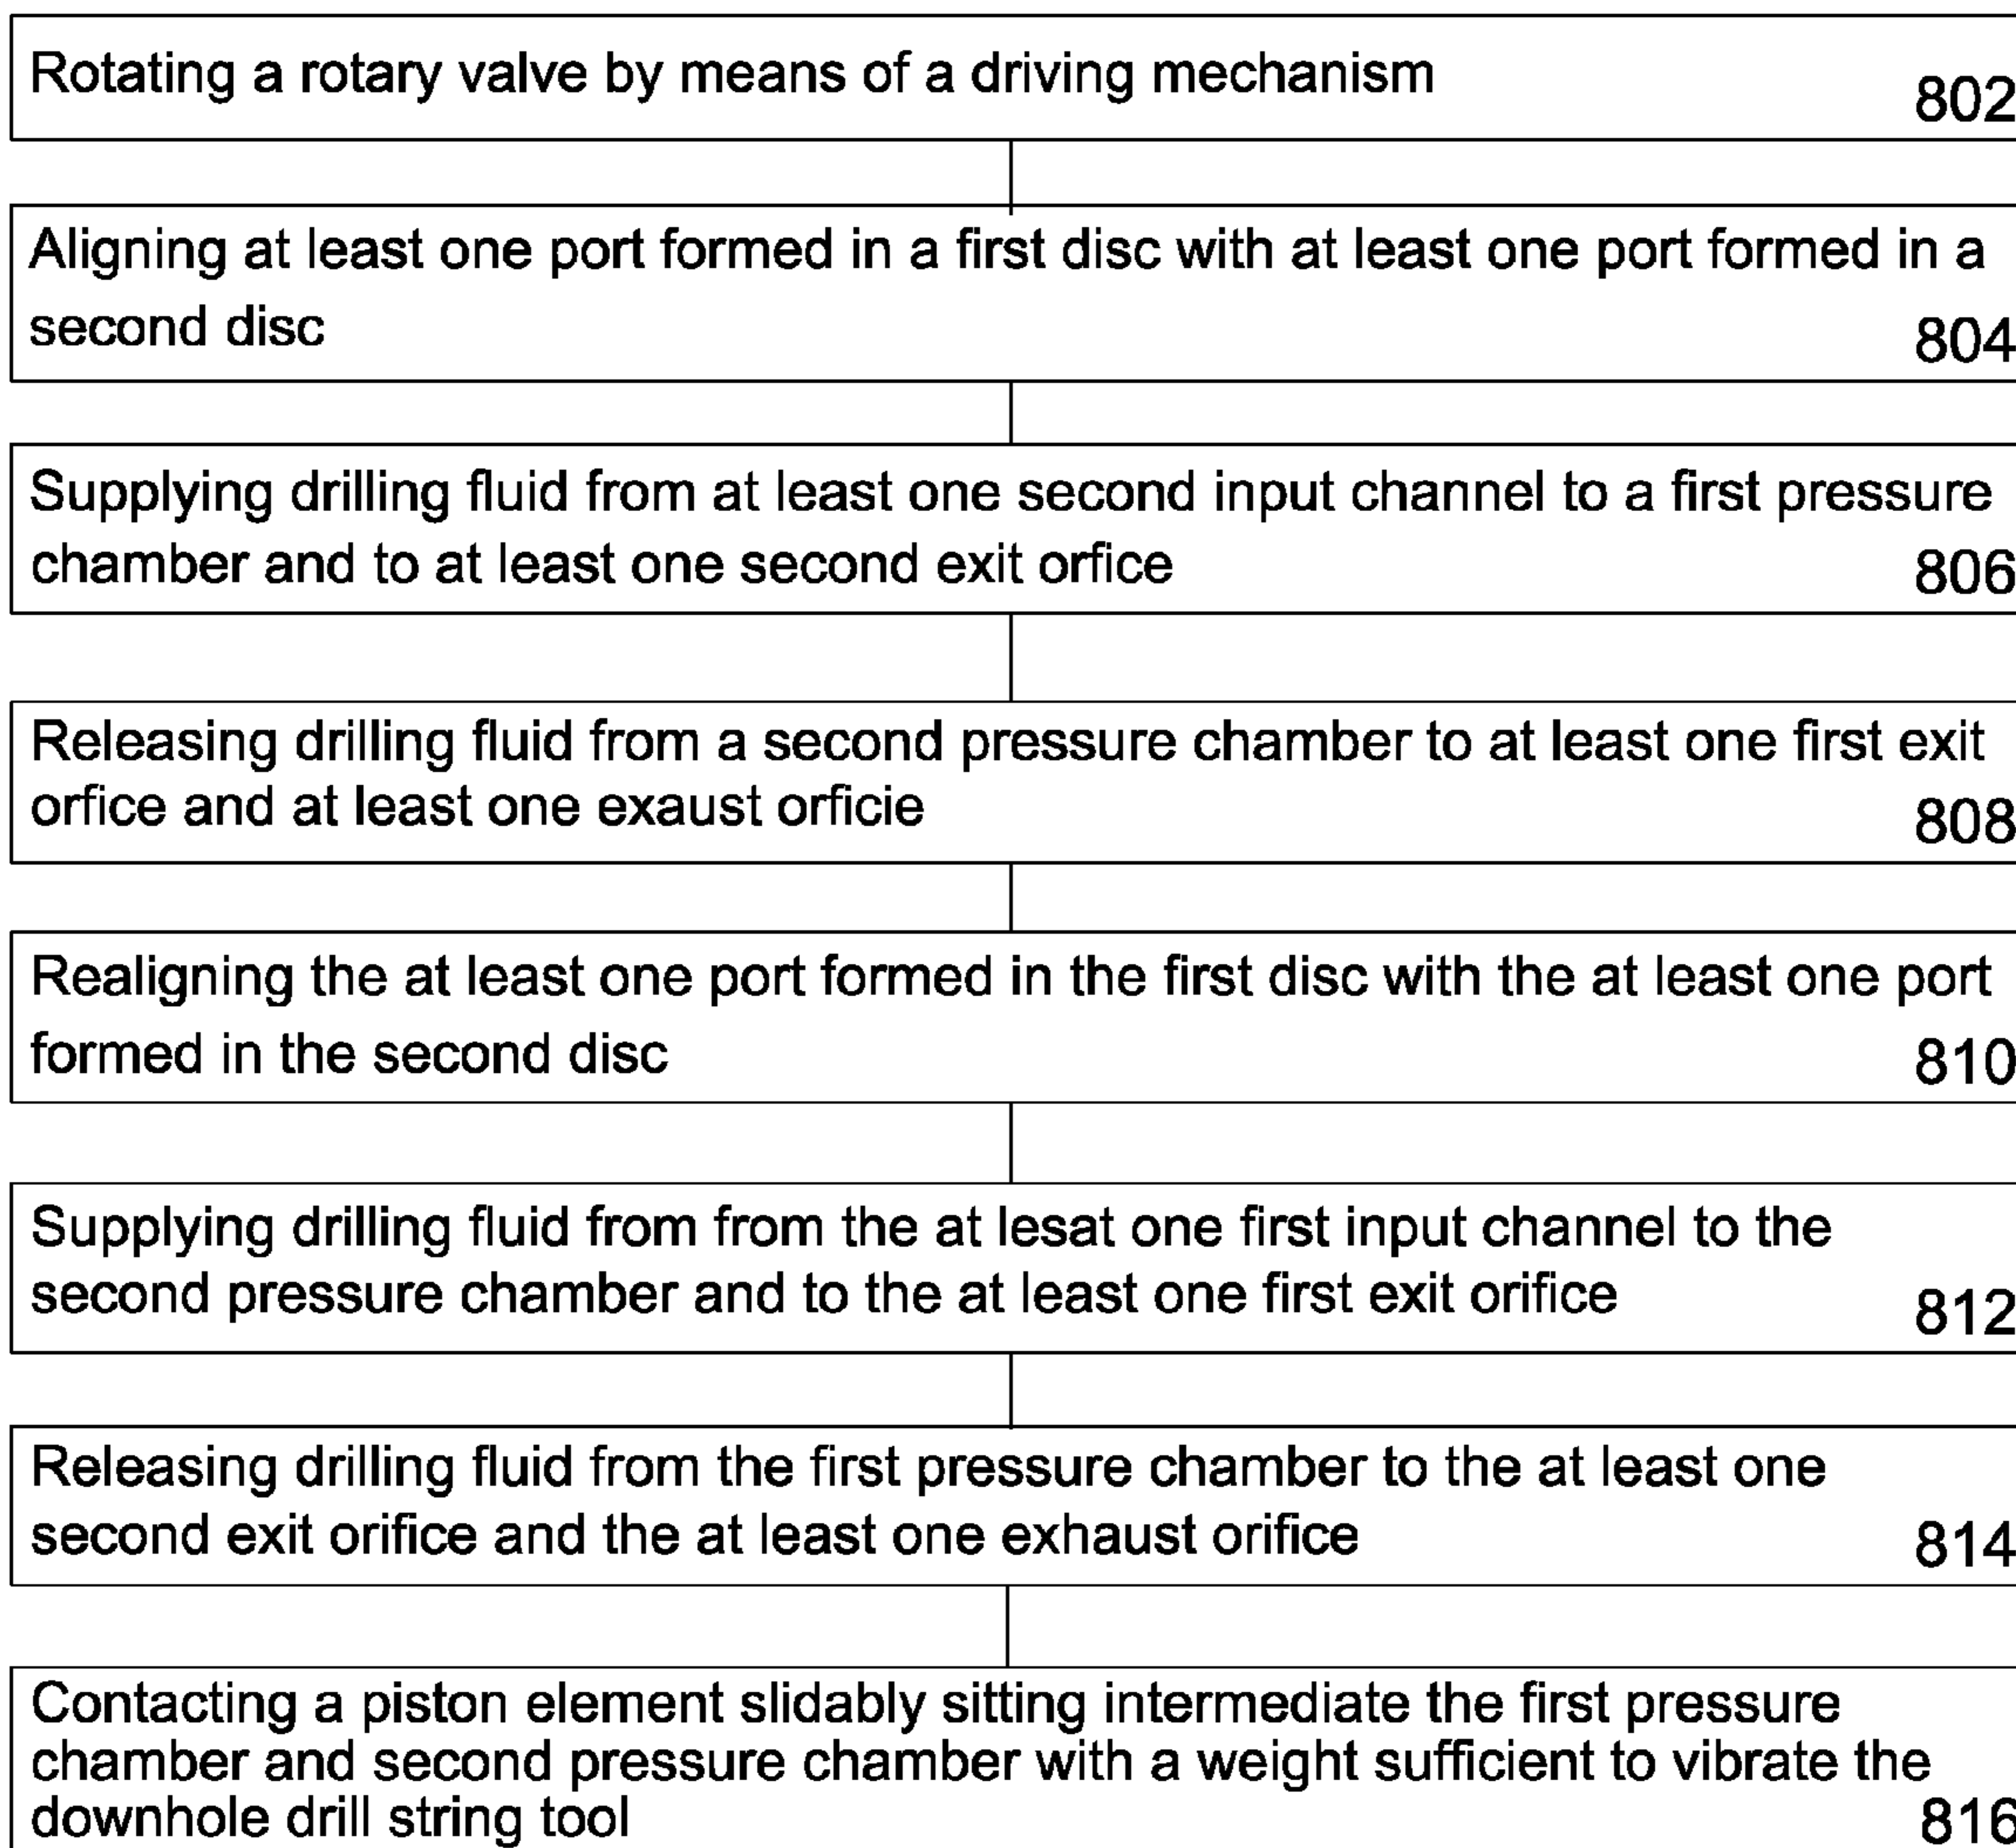 Rotating a rotary valve by means of a driving mechanism
802
Aligning at least one port formed in a first disc with at least one port formed in a
second disc
804
Supplying drilling fluid from at least one second input channel to a first pressure
chamber and to at least one second exit orfice
806
Releasing drilling fluid from a second pressure chamber to at least one first exit
orfice and at least one exaust orficie
808
Realigning the at least one port formed in the first disc with the at least one port
formed in the second disc
810
Supplying drilling fluid from from the at lesat one first input channel to the
second pressure chamber and to the at least one first exit orifice
812
Releasing drilling fluid from the first pressure chamber to the at least one
second exit orifice and the at least one exhaust orifice
814
Contacting a piston element slidably sitting intermediate the first pressure
chamber and second pressure chamber with a weight sufficient to vibrate the
downhole drill string tool
816